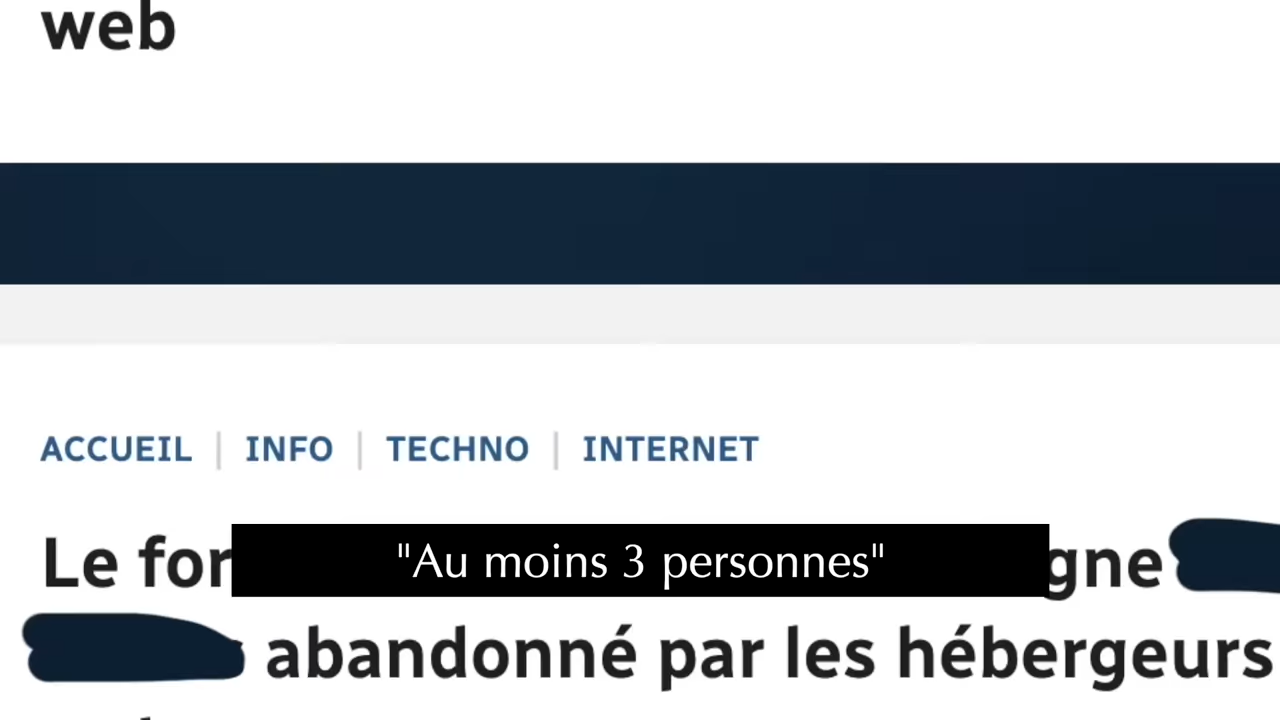 web
ACCUEIL | INFO | TECHNO | INTERNET
Le for
"Au moins 3 personnes"
gne
abandonné par les hébergeurs